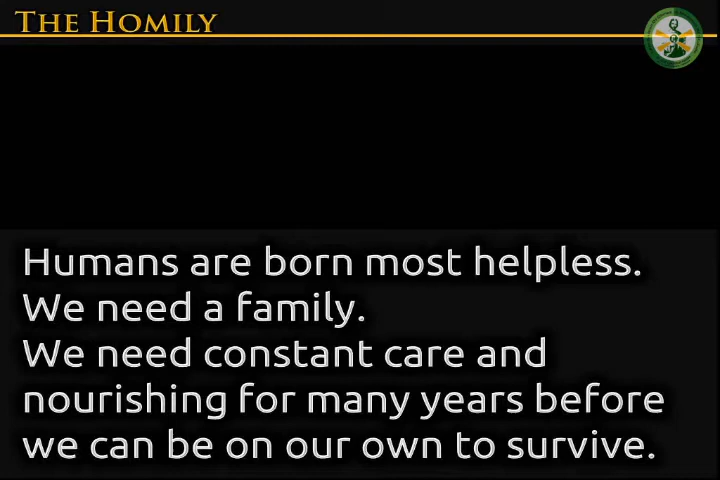 THE HOMILY
Humans are born most helpless.
We need a family.
We need constant care and
nourishing for many years before
we can be on our own to survive.